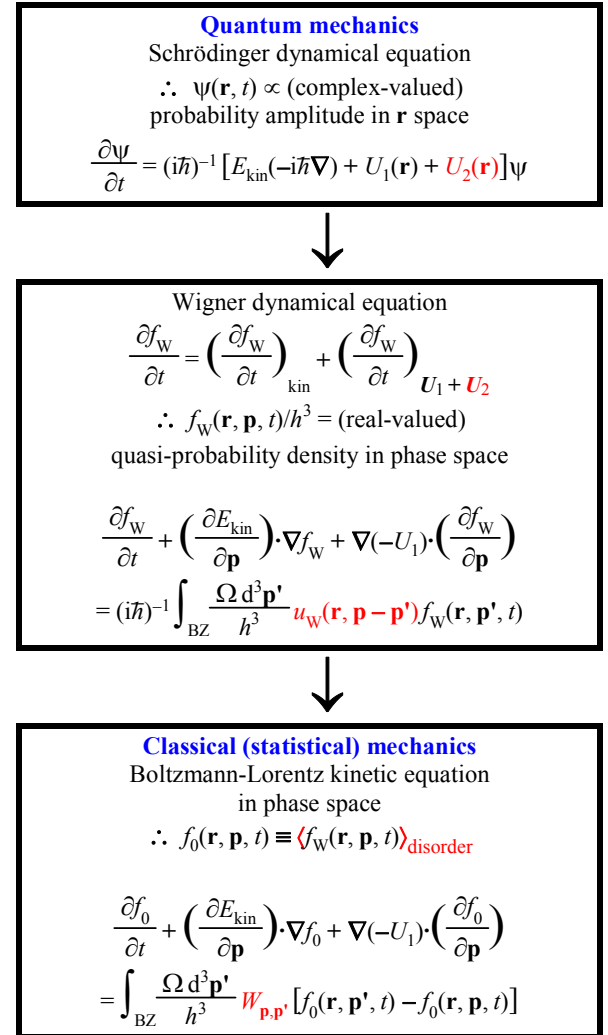 Quantum mechanics
Schrödinger dynamical equation
∴ ψ(r, t) ∝ (complex-valued)
probability amplitude in r space
∂ψ/∂t = (iħ)⁻¹ [E_kin(−iħ∇) + U₁(r) + U₂(r)]ψ
Wigner dynamical equation
∂f_W/∂t = (∂f_W/∂t)_kin + (∂f_W/∂t)_U₁ + U₂
∴ f_W(r, p, t)/h³ = (real-valued)
quasi-probability density in phase space
∂f_W/∂t + (∂E_kin/∂p)·∇f_W + ∇(−U₁)·(∂f_W/∂p)
= (iħ)⁻¹ ∫_BZ Ω d³p'/h³ u_W(r, p − p')f_W(r, p', t)
Classical (statistical) mechanics
Boltzmann-Lorentz kinetic equation
in phase space
∴ f₀(r, p, t) ≡ ⟨f_W(r, p, t)⟩_disorder
∂f₀/∂t + (∂E_kin/∂p)·∇f₀ + ∇(−U₁)·(∂f₀/∂p)
= ∫_BZ Ω d³p'/h³ W_p,p' [f₀(r, p', t) − f₀(r, p, t)]